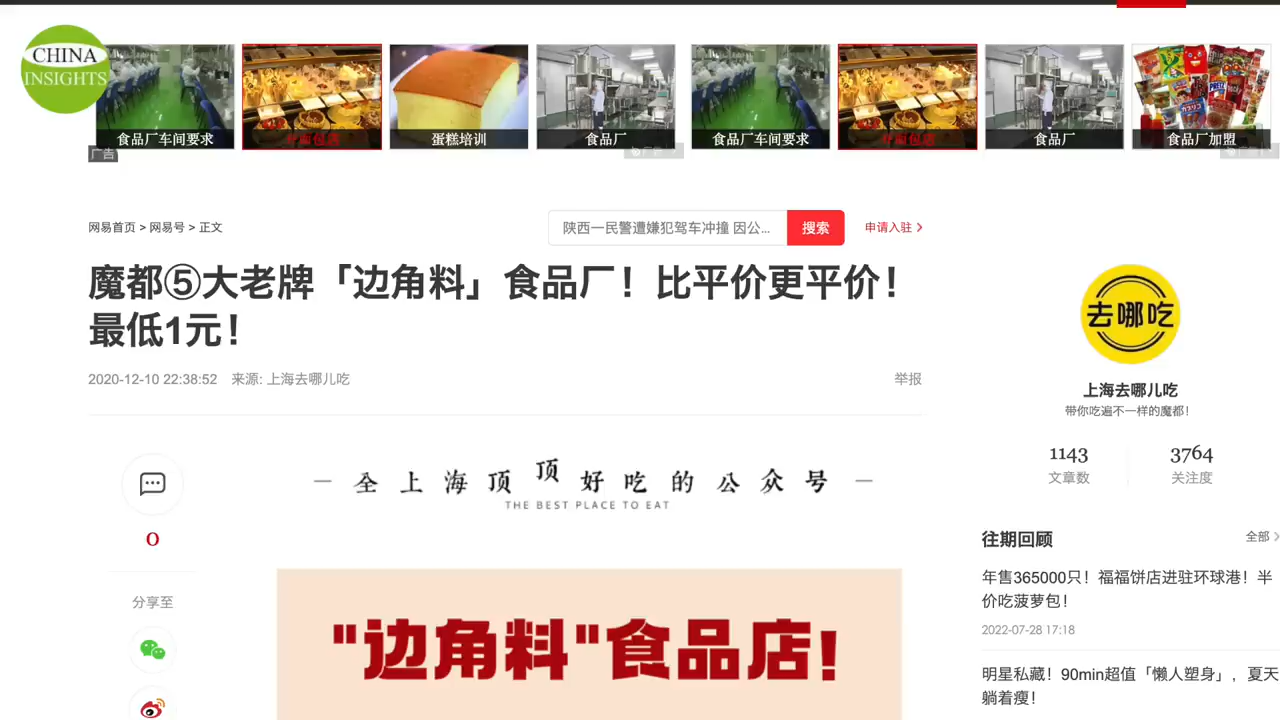 CHINA
INSIGHTS
食品厂车间要求
蛋糕培训
食品厂
食品厂车间要求
食品厂
食品厂加盟
广告
网易首页 > 网易号 > 正文
陕西一民警遭嫌犯驾车冲撞 因公...
搜索
申请入驻
魔都⑤大老牌「边角料」食品厂！比平价更平价！
最低1元！
2020-12-10 22:38:52 来源: 上海去哪儿吃
举报
去哪吃
上海去哪儿吃
带你吃遍不一样的魔都！
1143
文章数
3764
关注度
全上海顶顶好吃的公众号
THE BEST PLACE TO EAT
0
分享至
"边角料"食品店!
往期回顾
全部
年售365000只！福福饼店进驻环球港！半
价吃菠萝包！
2022-07-28 17:18
明星私藏！90min超值「懒人塑身」，夏天
躺着瘦！